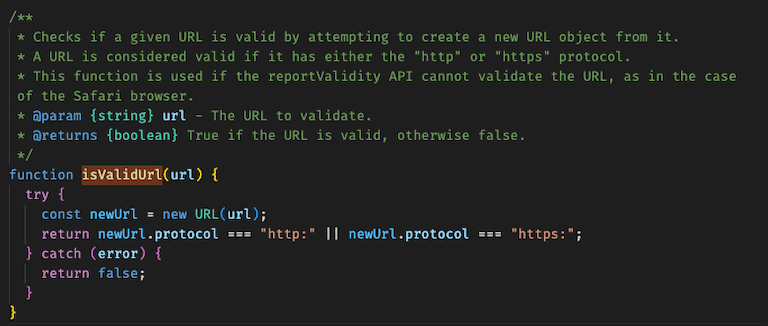 /**
 * Checks if a given URL is valid by attempting to create a new URL object from it.
 * A URL is considered valid if it has either the "http" or "https" protocol.
 * This function is used if the reportValidity API cannot validate the URL, as in the case
of the Safari browser.
 * @param {string} url - The URL to validate.
 * @returns {boolean} True if the URL is valid, otherwise false.
 */
function isValidUrl(url) {
  try {
    const newUrl = new URL(url);
    return newUrl.protocol === "http:" || newUrl.protocol === "https:";
  } catch (error) {
    return false;
  }
}